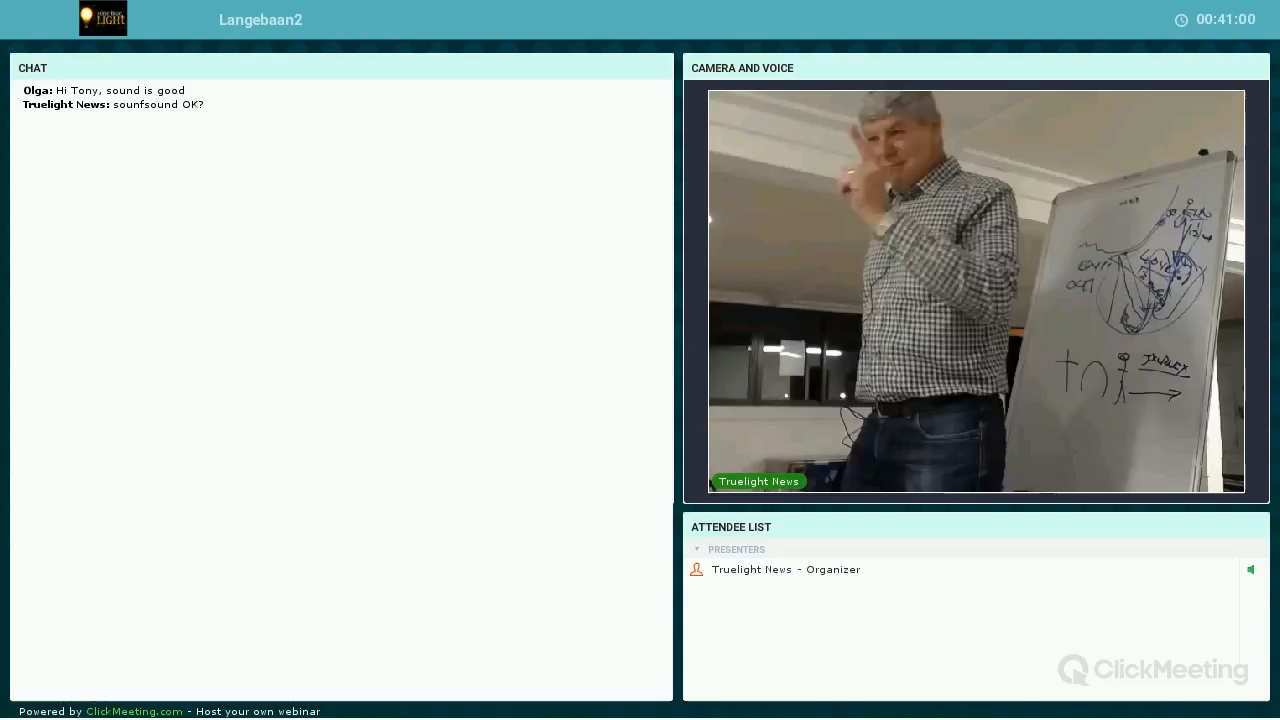 LIGHT
Langebaan2
00:41:00
CHAT
Olga: Hi Tony, sound is good
Truelight News: sounfsound OK?
CAMERA AND VOICE
Truelight News
ATTENDEE LIST
PRESENTERS
Truelight News - Organizer
ClickMeeting
Powered by ClickMeeting.com - Host your own webinar